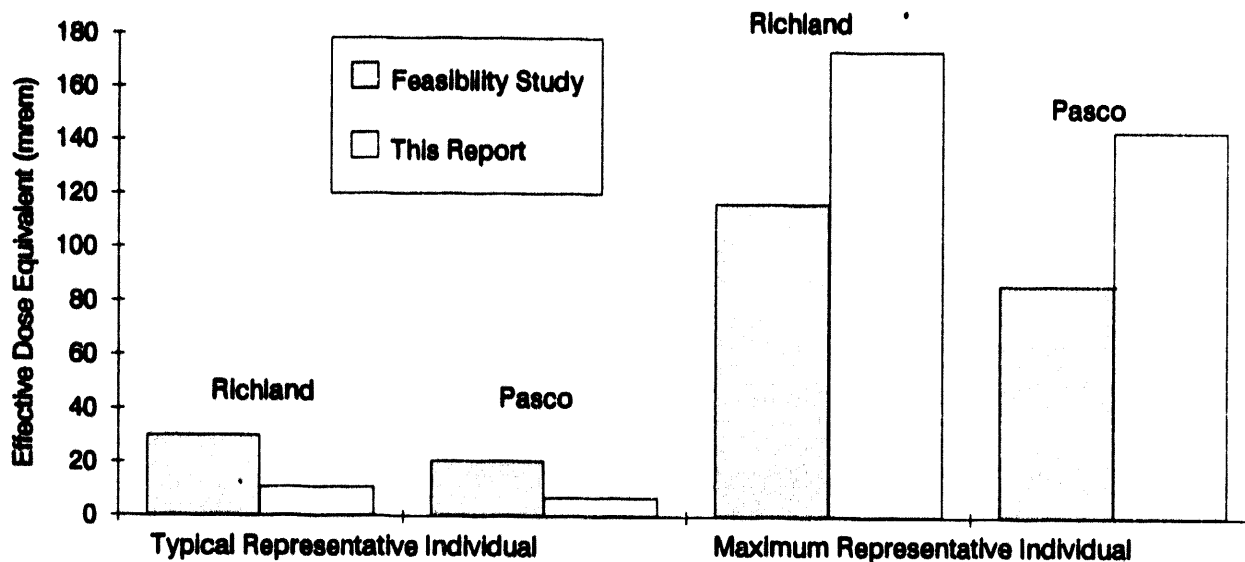 Effective Dose Equivalent (mrem)
180
160
140
120
100
80
60
40
20
0
Feasibility Study
This Report
Richland
Pasco
Richland
Pasco
Typical Representative Individual
Maximum Representative Individual